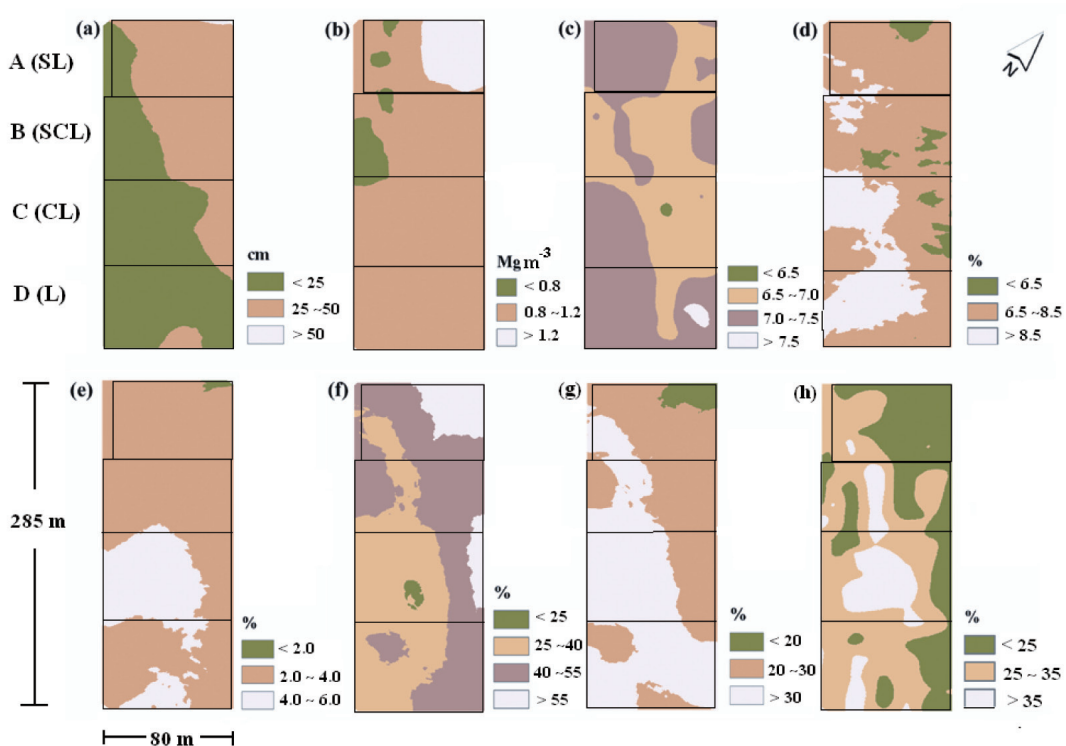 (a)
(b)
(c)
(d)
N
A (SL)
B (SCL)
C (CL)
D (L)
cm
< 25
25 ~50
> 50
Mg m⁻³
< 0.8
0.8 ~1.2
> 1.2
< 6.5
6.5 ~7.0
7.0 ~7.5
> 7.5
%
< 6.5
6.5 ~8.5
> 8.5
(e)
(f)
(g)
(h)
285 m
80 m
%
< 2.0
2.0 ~ 4.0
4.0 ~ 6.0
%
< 25
25 ~40
40 ~55
> 55
%
< 20
20 ~30
> 30
%
< 25
25 ~ 35
> 35